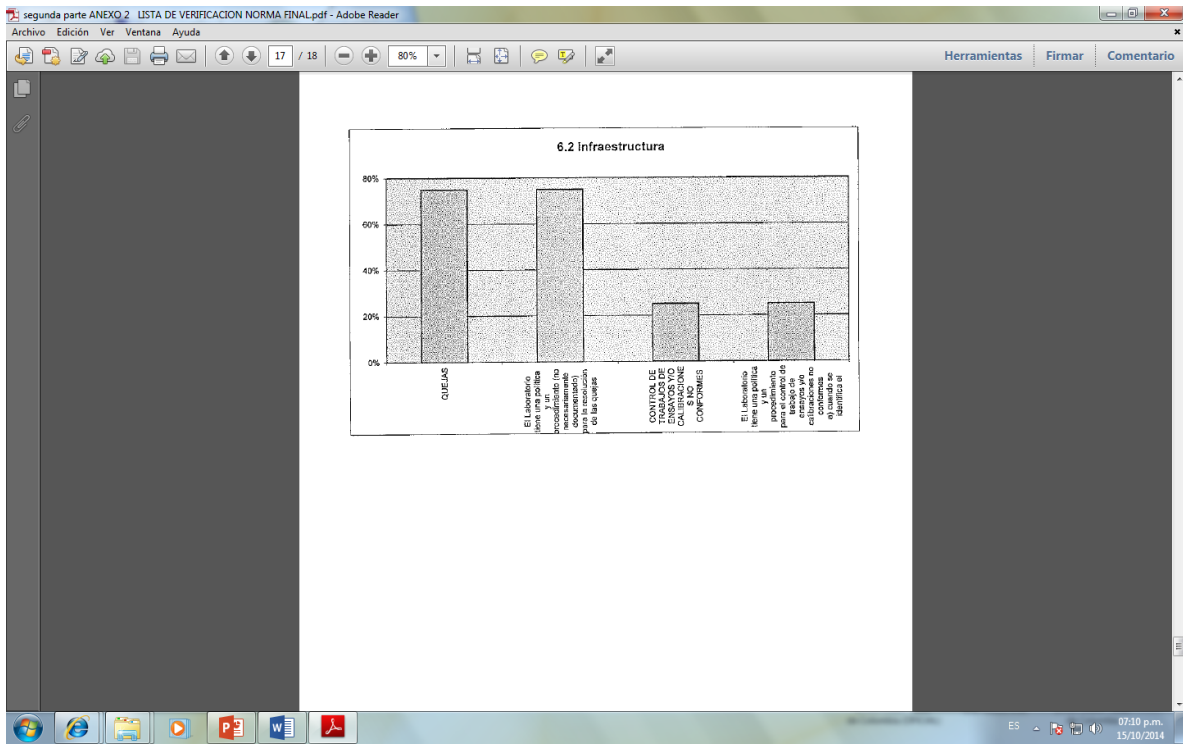 segunda parte ANEXO 2 LISTA DE VERIFICACION NORMA FINAL.pdf - Adobe Reader
Archivo Edición Ver Ventana Ayuda
17 / 18 80% Herramientas Firmar Comentario
6.2 Infraestructura
80%
60%
40%
20%
0%
QUEJAS
El Laboratorio
tiene una política
y un
procedimiento (no
necesariamente
documentado)
para la resolución
de las quejas
CONTROL DE
TRABAJOS DE
ENSAYOS Y/O
CALIBRACIONE
S NO
CONFORMES
El Laboratorio
tiene una política
y un
procedimiento
para el control de
trabajo de
ensayos y/o
calibraciones no
conformes
a) cuando se
identifica el
ES 07:10 p.m.
15/10/2014